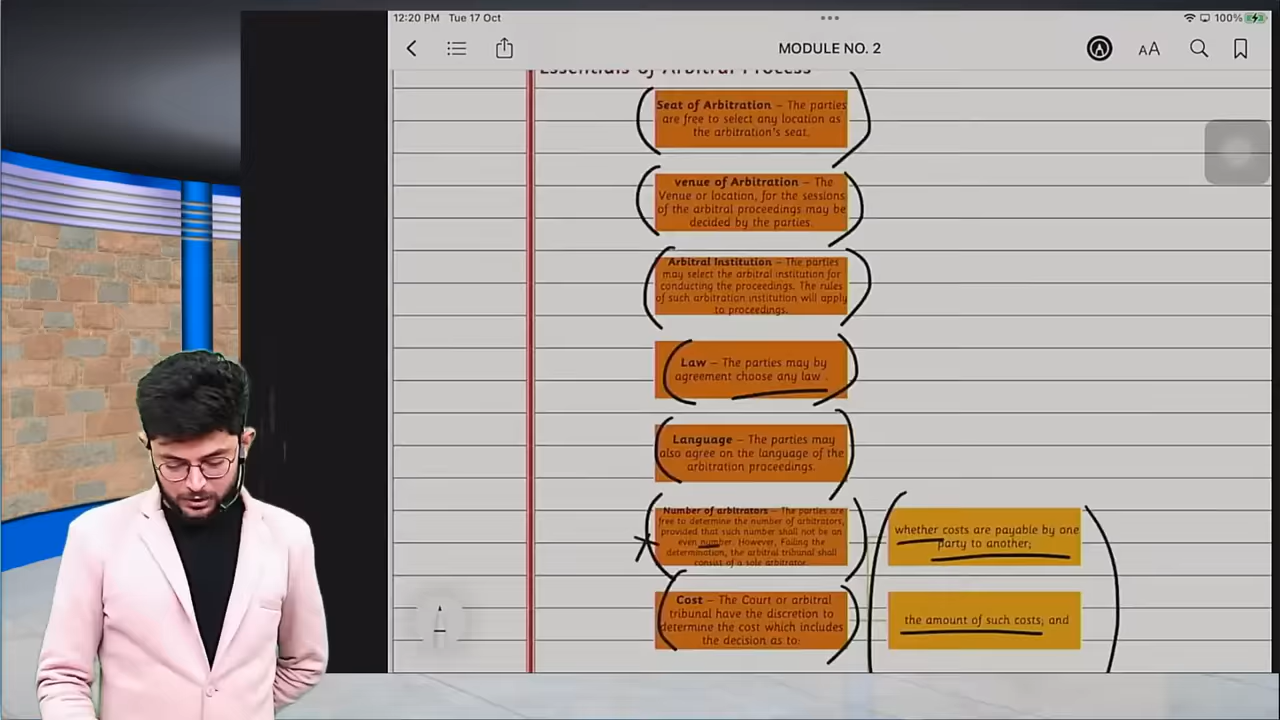 12:20 PM Tue 17 Oct
100%
MODULE NO. 2
AA
Essentials of Arbitral Process
Seat of Arbitration – The parties
are free to select any location as
the arbitration's seat.
venue of Arbitration – The
Venue or location, for the sessions
of the arbitral proceedings may be
decided by the parties.
Arbitral Institution – The parties
may select the arbitral institution for
conducting the proceedings. The rules
of such arbitration institution will apply
to proceedings.
Law – The parties may by
agreement choose any law .
Language – The parties may
also agree on the language of the
arbitration proceedings.
Number of arbitrators – The parties are
free to determine the number of arbitrators,
provided that such number shall not be an
even number. However, Failing the
determination, the arbitral tribunal shall
consist of a sole arbitrator.
whether costs are payable by one
party to another;
Cost – The Court or arbitral
tribunal have the discretion to
determine the cost which includes
the decision as to:
the amount of such costs; and